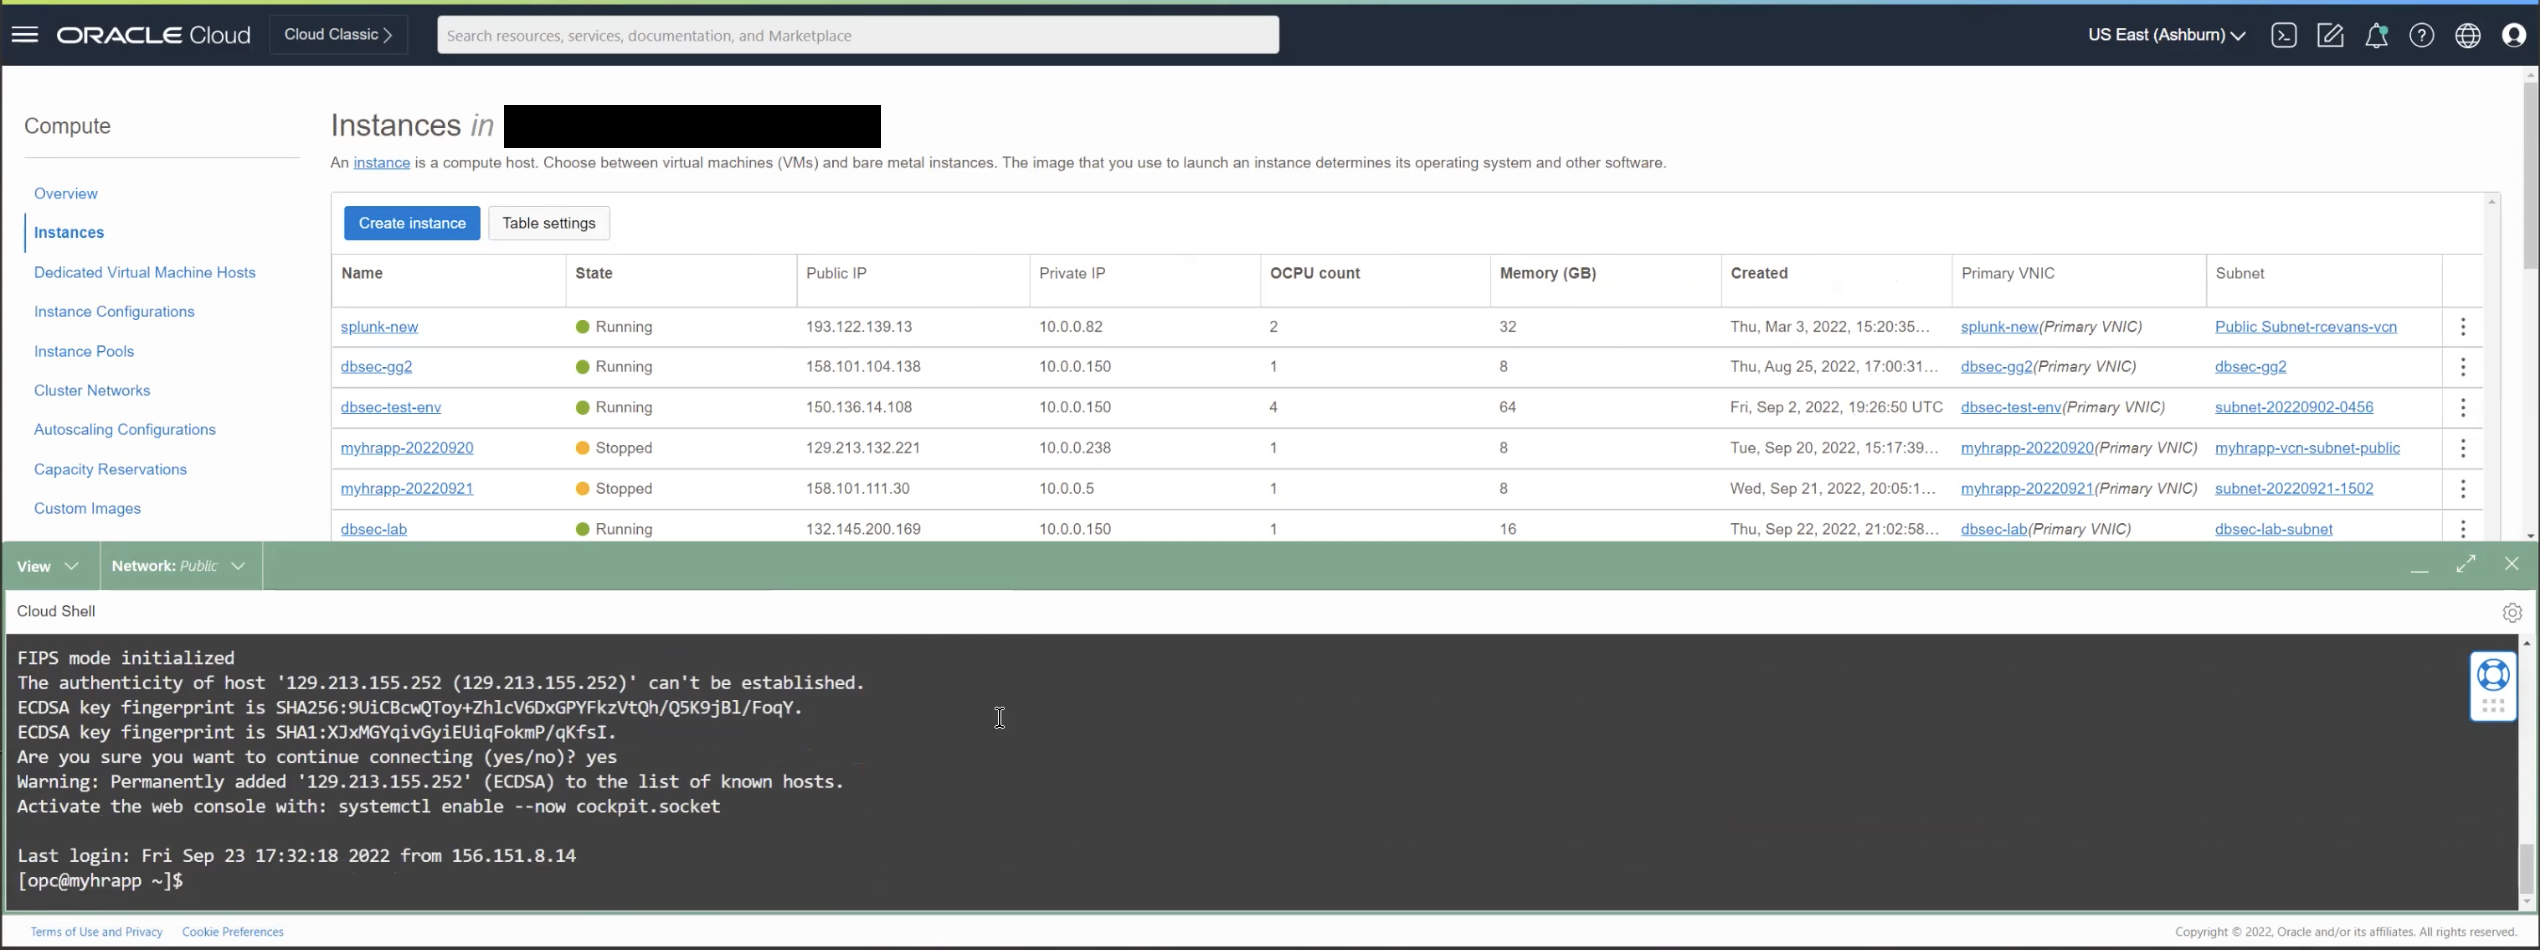 ORACLE Cloud Cloud Classic Search resources, services, documentation, and Marketplace US East (Ashburn)
Compute
Overview
Instances
Dedicated Virtual Machine Hosts
Instance Configurations
Instance Pools
Cluster Networks
Autoscaling Configurations
Capacity Reservations
Custom Images
Instances in
An instance is a compute host. Choose between virtual machines (VMs) and bare metal instances. The image that you use to launch an instance determines its operating system and other software.
Create instance Table settings
Name State Public IP Private IP OCPU count Memory (GB) Created Primary VNIC Subnet
splunk-new Running 193.122.139.13 10.0.0.82 2 32 Thu, Mar 3, 2022, 15:20:35... splunk-new(Primary VNIC) Public Subnet-rcevans-vcn
dbsec-gg2 Running 158.101.104.138 10.0.0.150 1 8 Thu, Aug 25, 2022, 17:00:31... dbsec-gg2(Primary VNIC) dbsec-gg2
dbsec-test-env Running 150.136.14.108 10.0.0.150 4 64 Fri, Sep 2, 2022, 19:26:50 UTC dbsec-test-env(Primary VNIC) subnet-20220902-0456
myhrapp-20220920 Stopped 129.213.132.221 10.0.0.238 1 8 Tue, Sep 20, 2022, 15:17:39... myhrapp-20220920(Primary VNIC) myhrapp-vcn-subnet-public
myhrapp-20220921 Stopped 158.101.111.30 10.0.0.5 1 8 Wed, Sep 21, 2022, 20:05:1... myhrapp-20220921(Primary VNIC) subnet-20220921-1502
dbsec-lab Running 132.145.200.169 10.0.0.150 1 16 Thu, Sep 22, 2022, 21:02:58... dbsec-lab(Primary VNIC) dbsec-lab-subnet
View Network: Public
Cloud Shell
FIPS mode initialized
The authenticity of host '129.213.155.252 (129.213.155.252)' can't be established.
ECDSA key fingerprint is SHA256:9UiCBcwQToy+ZhlcV6DxGPYFkzVtQh/Q5K9jBl/FoqY.
ECDSA key fingerprint is SHA1:XJxMGYqivGyiEUiqFokmP/qKfsI.
Are you sure you want to continue connecting (yes/no)? yes
Warning: Permanently added '129.213.155.252' (ECDSA) to the list of known hosts.
Activate the web console with: systemctl enable --now cockpit.socket
Last login: Fri Sep 23 17:32:18 2022 from 156.151.8.14
[opc@myhrapp ~]$
Terms of Use and Privacy Cookie Preferences Copyright © 2022, Oracle and/or its affiliates. All rights reserved.